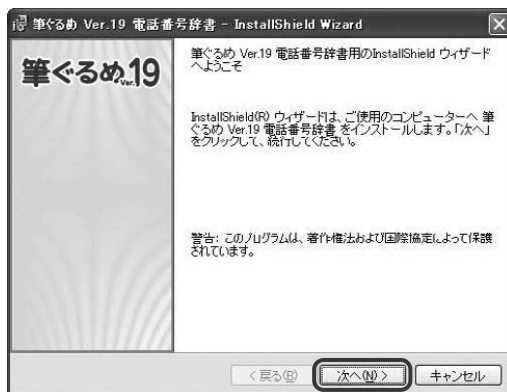 筆ぐるめ Ver.19 電話番号辞書 - InstallShield Wizard
筆ぐるめ Ver. 19
筆ぐるめ Ver.19 電話番号辞書用のInstallShield ウィザード
へようこそ
InstallShield(R) ウィザードは、ご使用のコンピューターへ 筆
ぐるめ Ver.19 電話番号辞書 をインストールします。「次へ」
をクリックして、続行してください。
警告: このプログラムは、著作権法および国際協定によって保護
されています。
< 戻る(B)
次へ(N) >
キャンセル